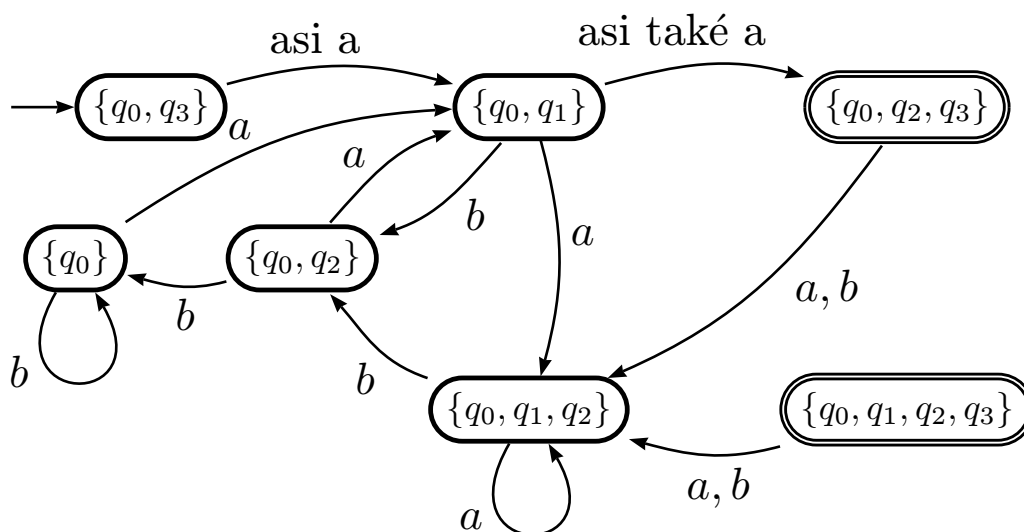 asi a
asi také a
{q₀, q₃}
{q₀, q₁}
{q₀, q₂, q₃}
a
a
b
a
{q₀}
{q₀, q₂}
a, b
b
b
b
{q₀, q₁, q₂}
{q₀, q₁, q₂, q₃}
a, b
a